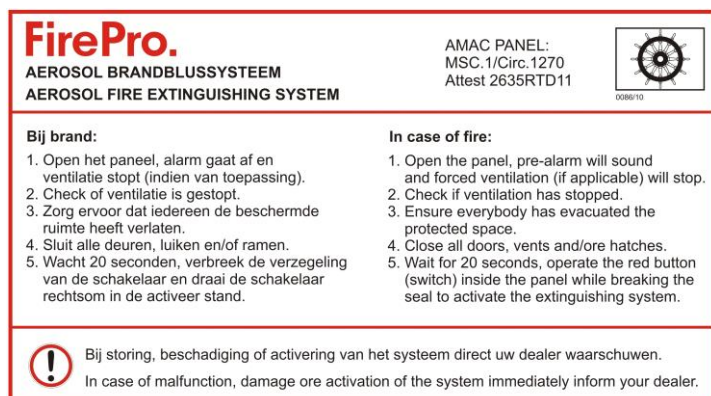 FirePro.
AEROSOL BRANDBLUSSYSTEEM
AEROSOL FIRE EXTINGUISHING SYSTEM
AMAC PANEL:
MSC.1/Circ.1270
Attest 2635RTD11
0086/10
Bij brand:
1. Open het paneel, alarm gaat af en
ventilatie stopt (indien van toepassing).
2. Check of ventilatie is gestopt.
3. Zorg ervoor dat iedereen de beschermde
ruimte heeft verlaten.
4. Sluit alle deuren, luiken en/of ramen.
5. Wacht 20 seconden, verbreek de verzegeling
van de schakelaar en draai de schakelaar
rechtsom in de activeer stand.
In case of fire:
1. Open the panel, pre-alarm will sound
and forced ventilation (if applicable) will stop.
2. Check if ventilation has stopped.
3. Ensure everybody has evacuated the
protected space.
4. Close all doors, vents and/ore hatches.
5. Wait for 20 seconds, operate the red button
(switch) inside the panel while breaking the
seal to activate the extinguishing system.
Bij storing, beschadiging of activering van het systeem direct uw dealer waarschuwen.
In case of malfunction, damage ore activation of the system immediately inform your dealer.